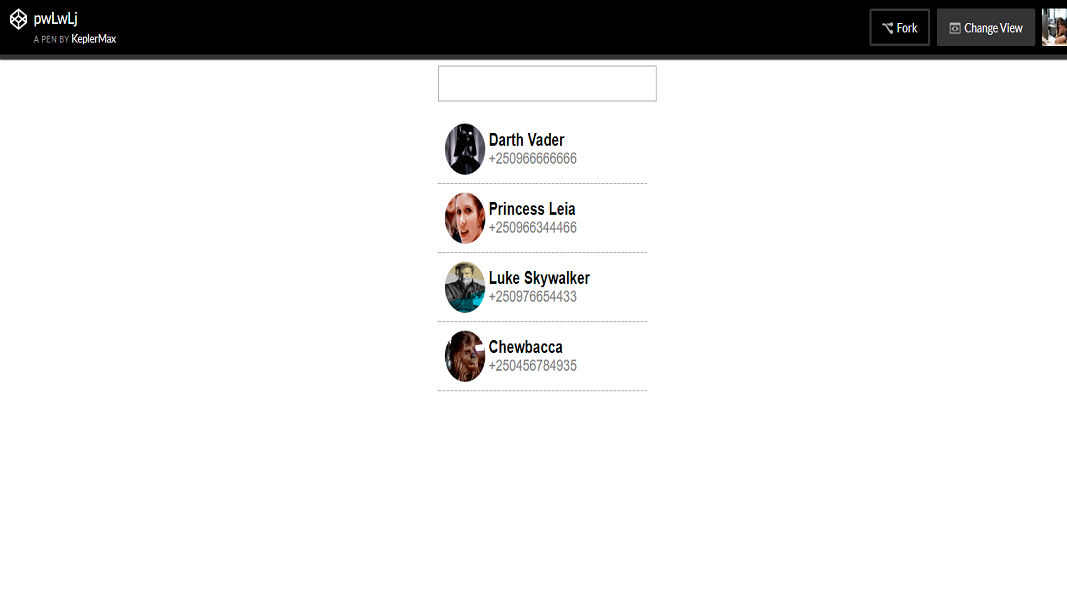 pwLwLj
A PEN BY KeplerMax
Fork
Change View
Darth Vader
+250966666666
Princess Leia
+250966344466
Luke Skywalker
+250976654433
Chewbacca
+250456784935